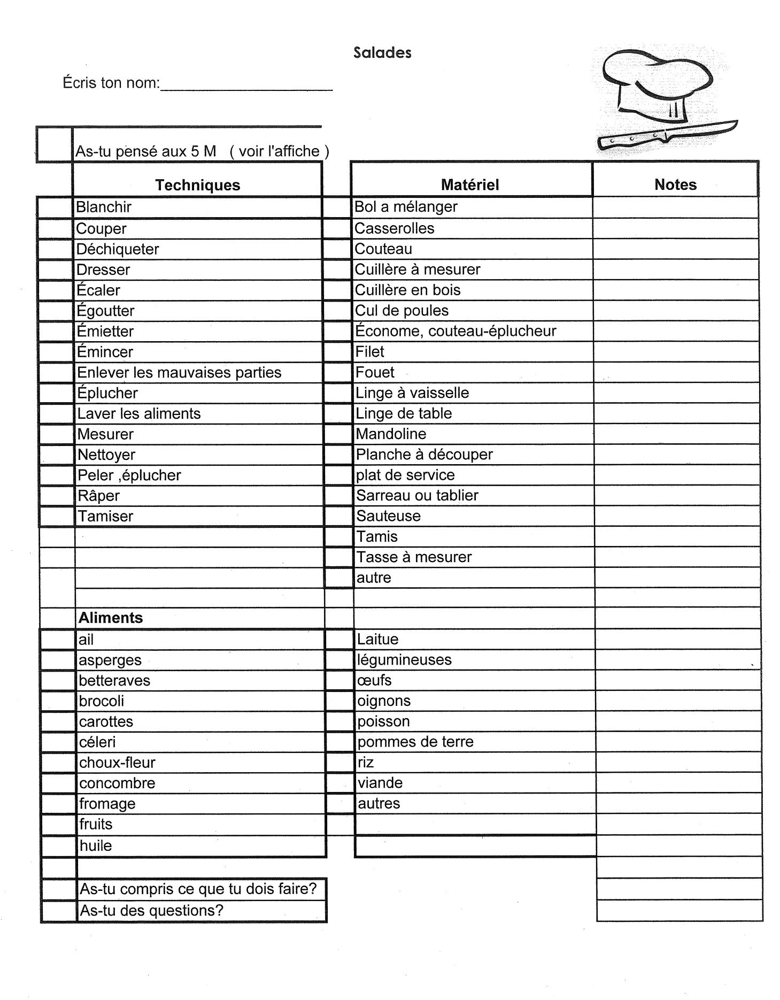 Salades
Écris ton nom:
As-tu pensé aux 5 M ( voir l'affiche )
Techniques Matériel Notes
Blanchir Bol a mélanger
Couper Casserolles
Déchiqueter Couteau
Dresser Cuillère à mesurer
Écaler Cuillère en bois
Égoutter Cul de poules
Émietter Économe, couteau-éplucheur
Émincer Filet
Enlever les mauvaises parties Fouet
Éplucher Linge à vaisselle
Laver les aliments Linge de table
Mesurer Mandoline
Nettoyer Planche à découper
Peler ,éplucher plat de service
Râper Sarreau ou tablier
Tamiser Sauteuse
Tamis
Tasse à mesurer
autre
Aliments
ail Laitue
asperges légumineuses
betteraves œufs
brocoli oignons
carottes poisson
céleri pommes de terre
choux-fleur riz
concombre viande
fromage autres
fruits
huile
As-tu compris ce que tu dois faire?
As-tu des questions?